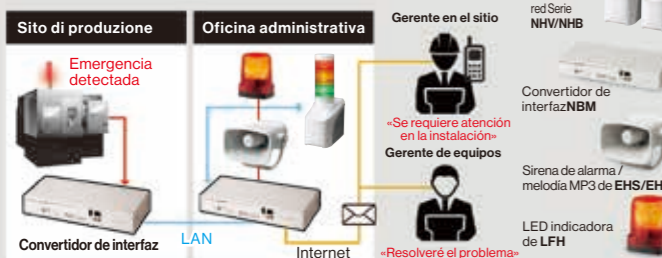 Sito di produzione
Emergencia
detectada
Convertidor de interfaz
LAN
Oficina administrativa
Internet
Gerente en el sitio
«Se requiere atención
en la instalación»
Gerente de equipos
«Resolveré el problema»
red Serie
NHV/NHB
Convertidor de
interfazNBM
Sirena de alarma /
melodía MP3 de EHS/EH
LED indicadora
de LFH